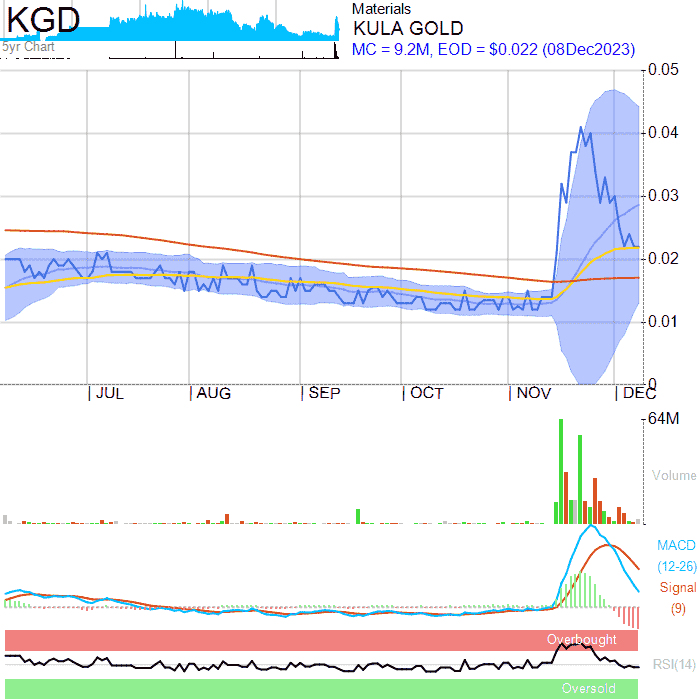 KGD
5yr Chart
Materials
KULA GOLD
MC = 9.2M, EOD = $0.022 (08Dec2023)
0.05
0.04
0.03
0.02
0.01
0
JUL AUG SEP OCT NOV DEC
64M
Volume
MACD
(12-26)
Signal
(9)
Overbought
RSI(14)
Oversold